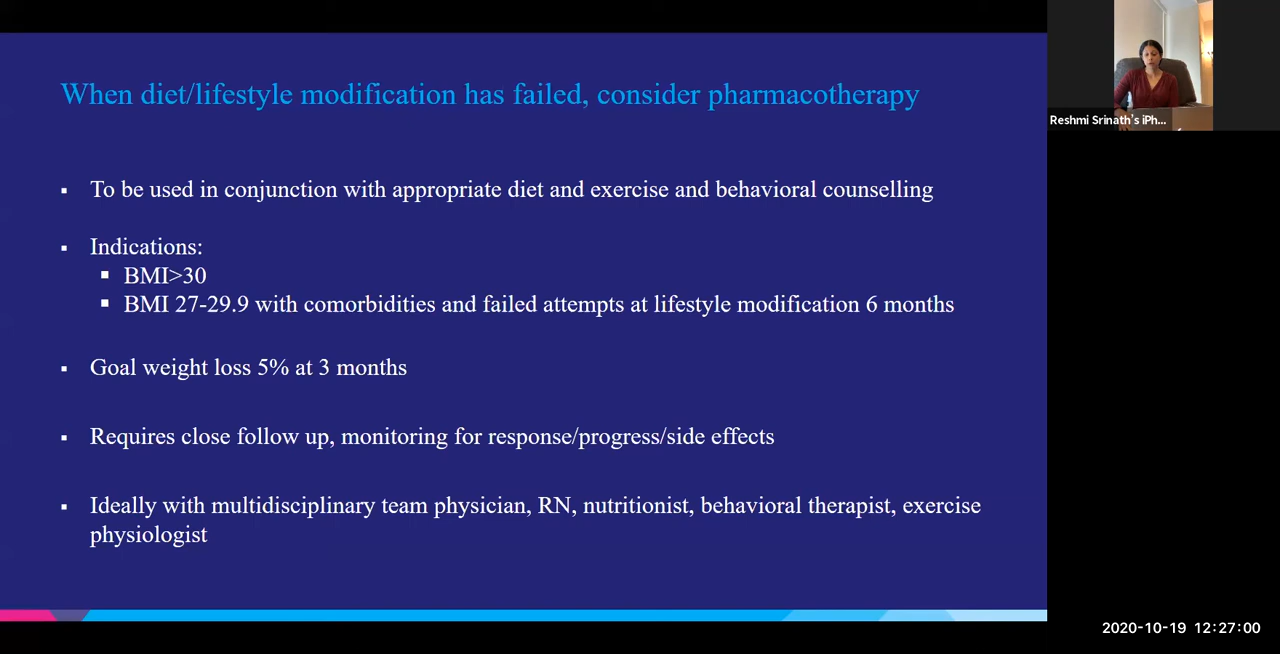 When diet/lifestyle modification has failed, consider pharmacotherapy
▪ To be used in conjunction with appropriate diet and exercise and behavioral counselling
▪ Indications:
▪ BMI>30
▪ BMI 27-29.9 with comorbidities and failed attempts at lifestyle modification 6 months
▪ Goal weight loss 5% at 3 months
▪ Requires close follow up, monitoring for response/progress/side effects
▪ Ideally with multidisciplinary team physician, RN, nutritionist, behavioral therapist, exercise
physiologist
Reshmi Srinath's iPh...
2020-10-19 12:27:00